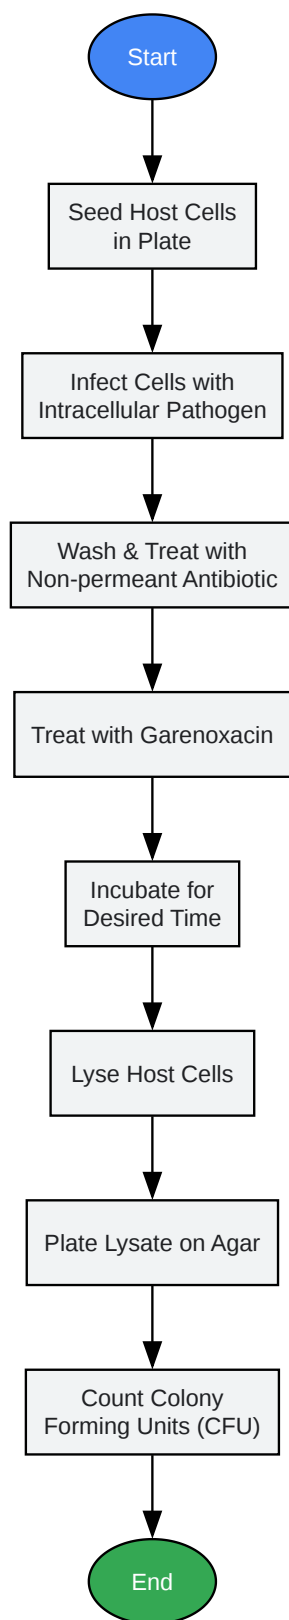 Start
Seed Host Cells
in Plate
Infect Cells with
Intracellular Pathogen
Wash & Treat with
Non-permeant Antibiotic
Treat with Garenoxacin
Incubate for
Desired Time
Lyse Host Cells
Plate Lysate on Agar
Count Colony
Forming Units (CFU)
End